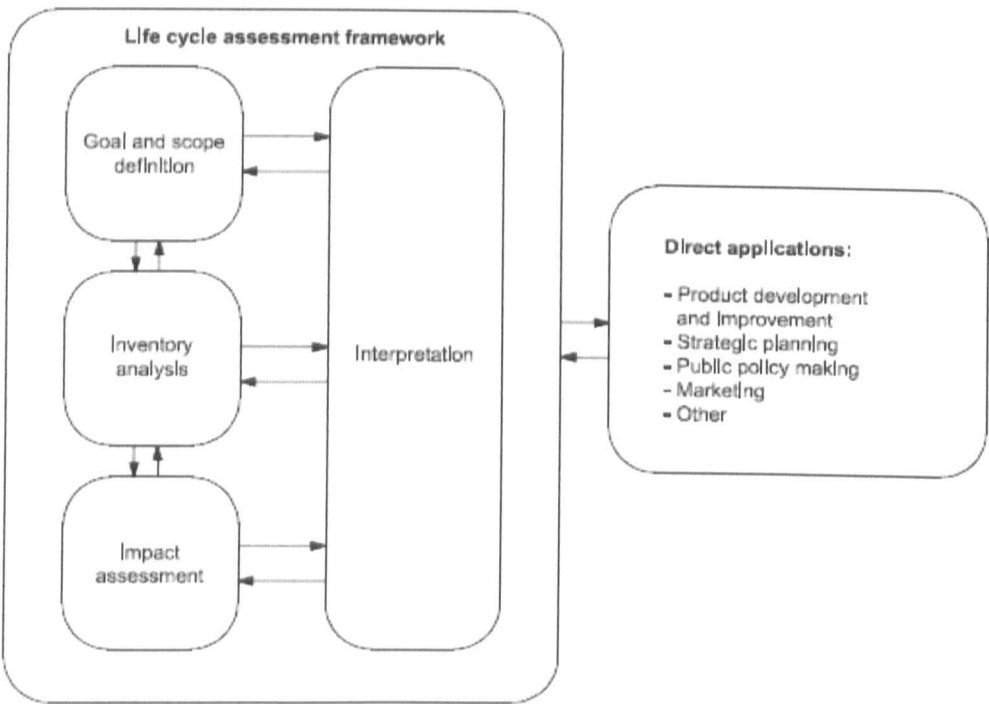 Life cycle assessment framework
Goal and scope
definition
Inventory
analysis
Impact
assessment
Interpretation
Direct applications:
- Product development
and improvement
- Strategic planning
- Public policy making
- Marketing
- Other